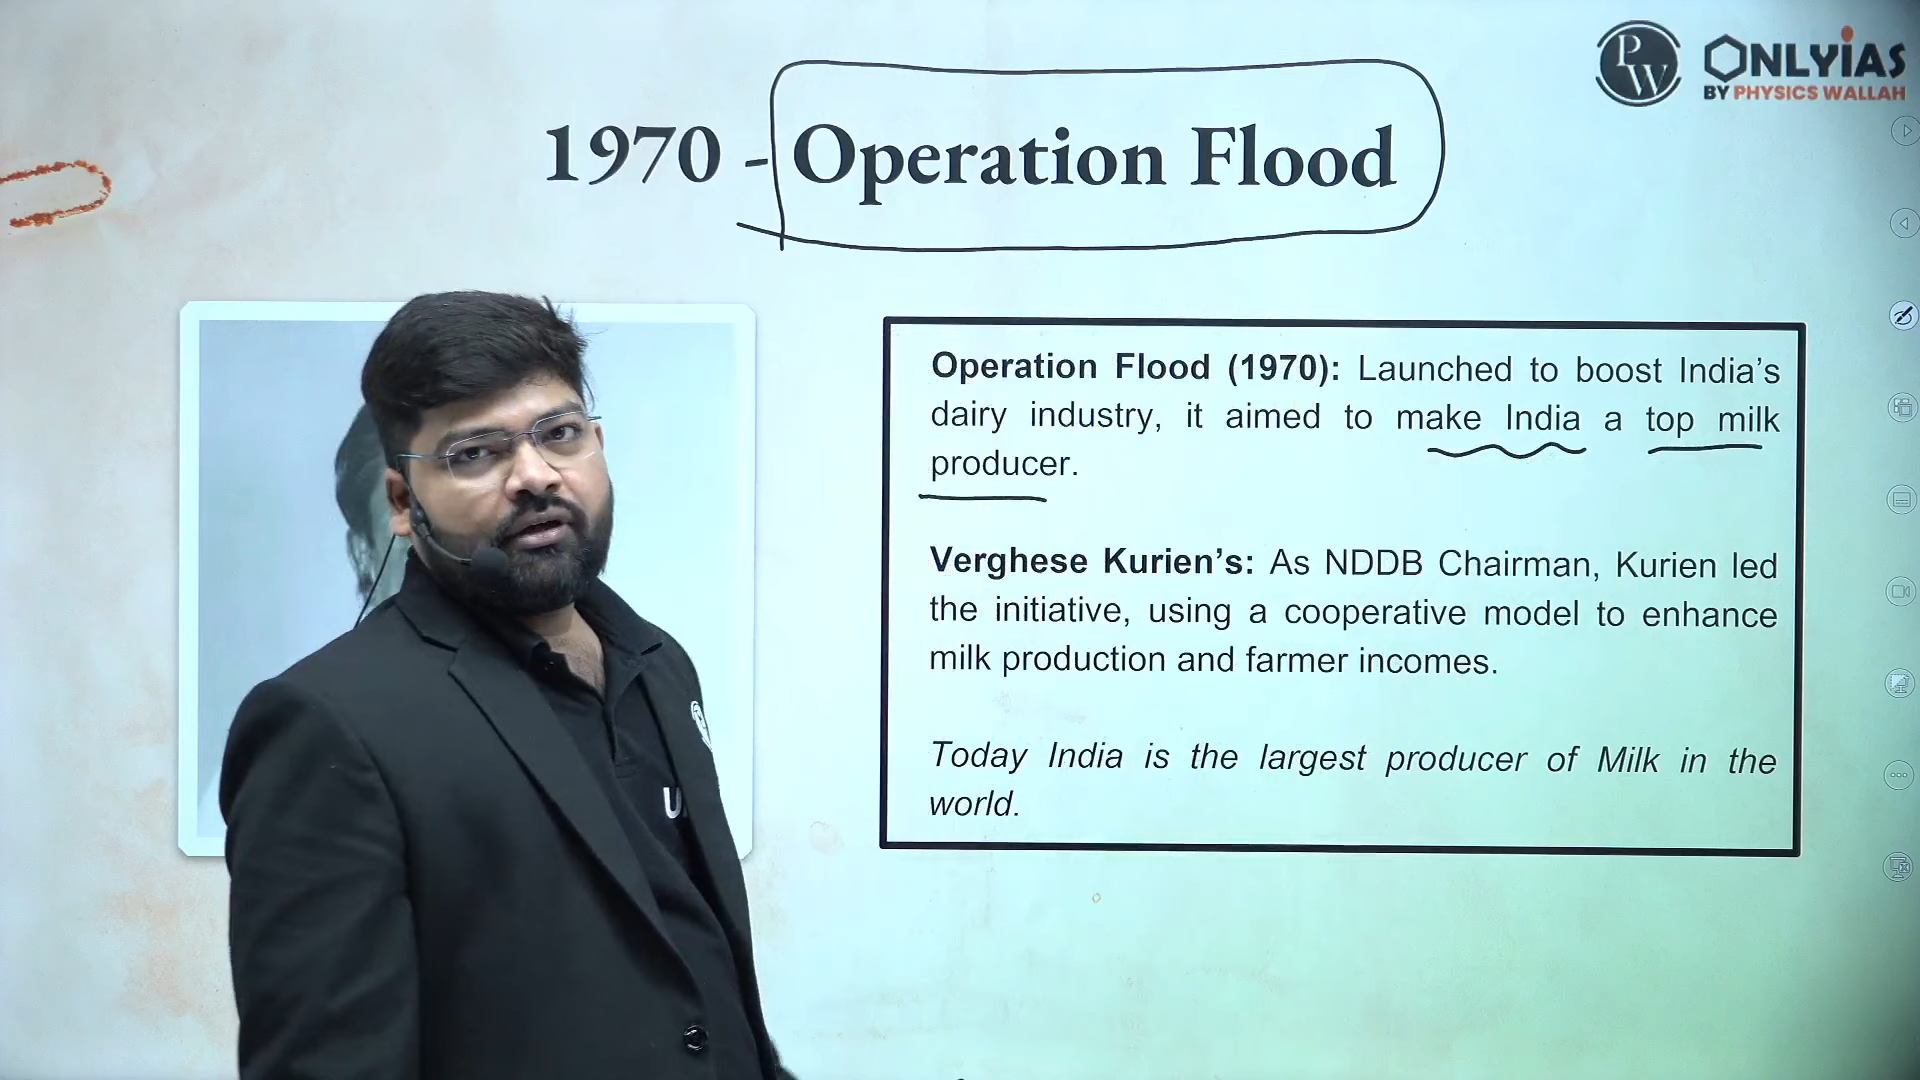 PW ONLYIAS
BY PHYSICS WALLAH
1970 - Operation Flood
Operation Flood (1970): Launched to boost India's
dairy industry, it aimed to make India a top milk
producer.
Verghese Kurien's: As NDDB Chairman, Kurien led
the initiative, using a cooperative model to enhance
milk production and farmer incomes.
Today India is the largest producer of Milk in the
world.